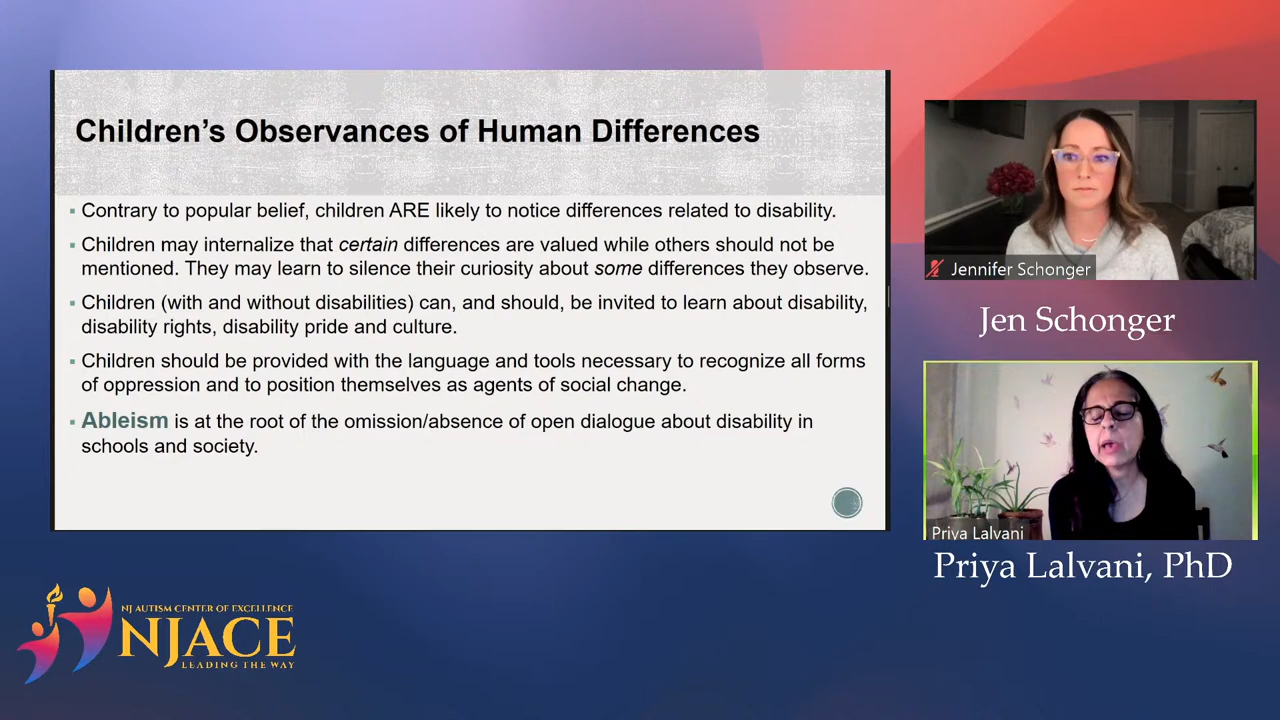 Children’s Observances of Human Differences
▪ Contrary to popular belief, children ARE likely to notice differences related to disability.
▪ Children may internalize that certain differences are valued while others should not be
mentioned. They may learn to silence their curiosity about some differences they observe.
▪ Children (with and without disabilities) can, and should, be invited to learn about disability,
disability rights, disability pride and culture.
▪ Children should be provided with the language and tools necessary to recognize all forms
of oppression and to position themselves as agents of social change.
▪ Ableism is at the root of the omission/absence of open dialogue about disability in
schools and society.
Jennifer Schonger
Jen Schonger
Priya Lalvani
Priya Lalvani, PhD
NJ AUTISM CENTER OF EXCELLENCE
NJACE
LEADING THE WAY